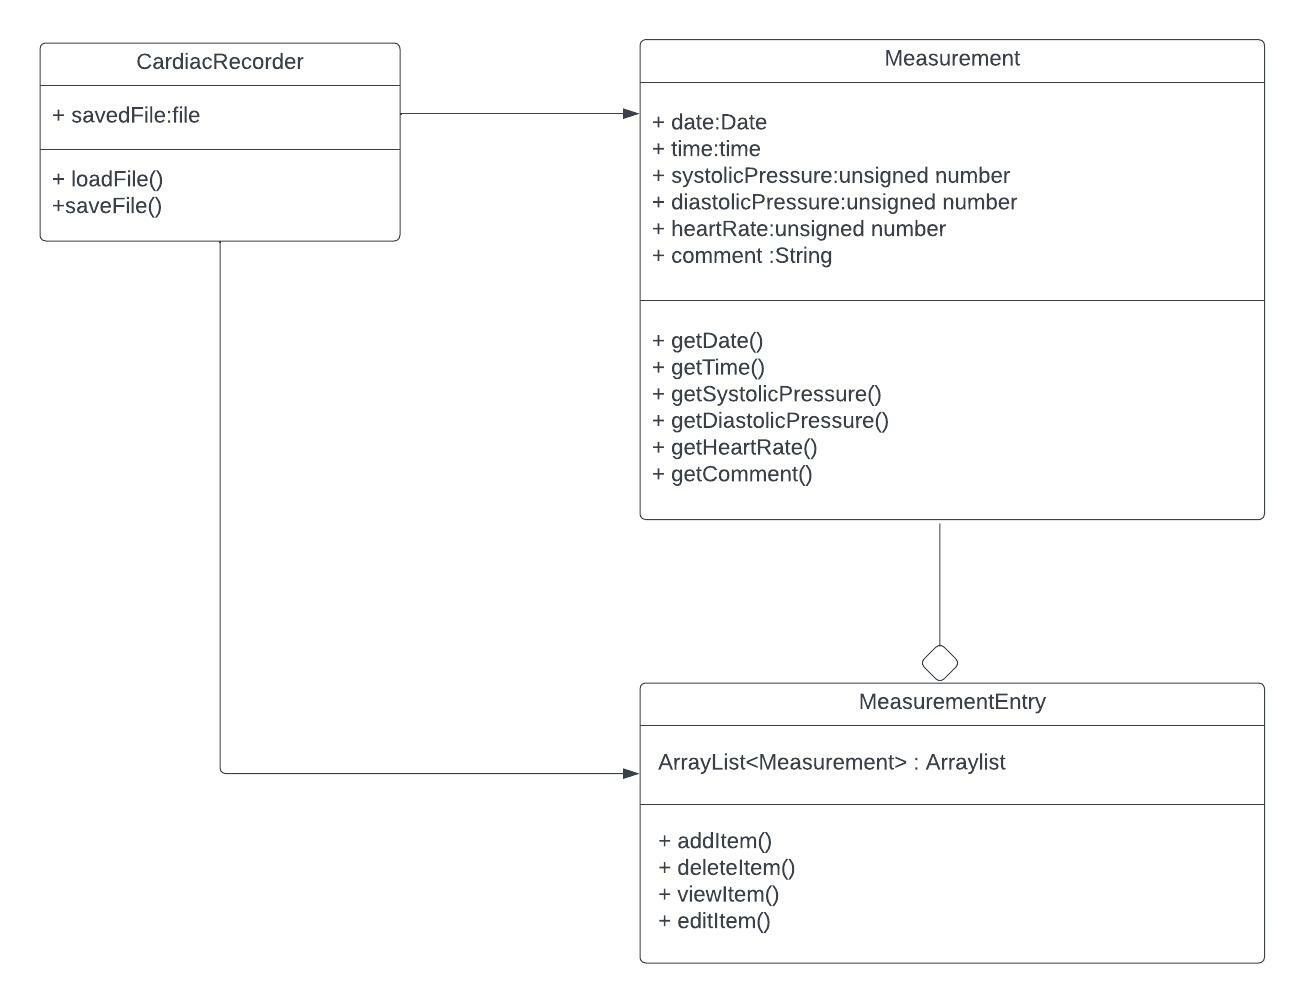 CardiacRecorder
+ savedFile:file
+ loadFile()
+saveFile()
Measurement
+ date:Date
+ time:time
+ systolicPressure:unsigned number
+ diastolicPressure:unsigned number
+ heartRate:unsigned number
+ comment :String
+ getDate()
+ getTime()
+ getSystolicPressure()
+ getDiastolicPressure()
+ getHeartRate()
+ getComment()
MeasurementEntry
ArrayList<Measurement> : Arraylist
+ addItem()
+ deleteItem()
+ viewItem()
+ editItem()